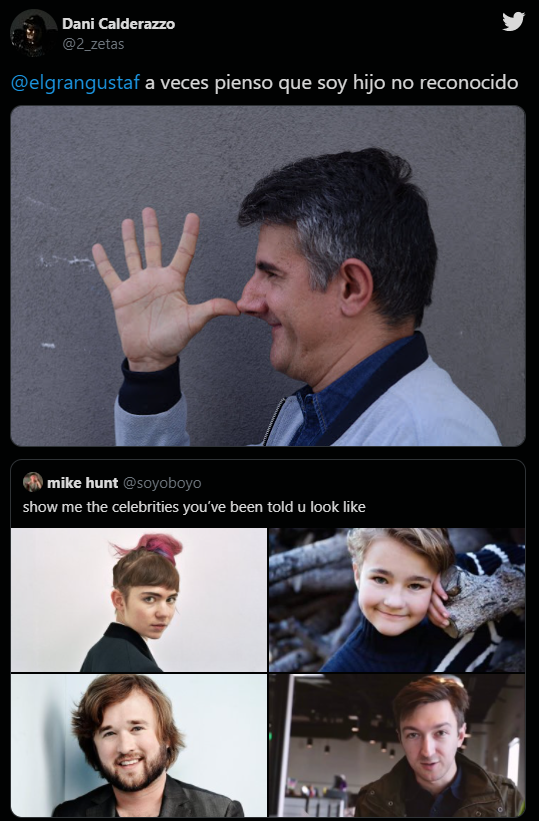 Dani Calderazzo
@2_zetas
@elgrangustaf a veces pienso que soy hijo no reconocido
mike hunt @soyoboyo
show me the celebrities you’ve been told u look like